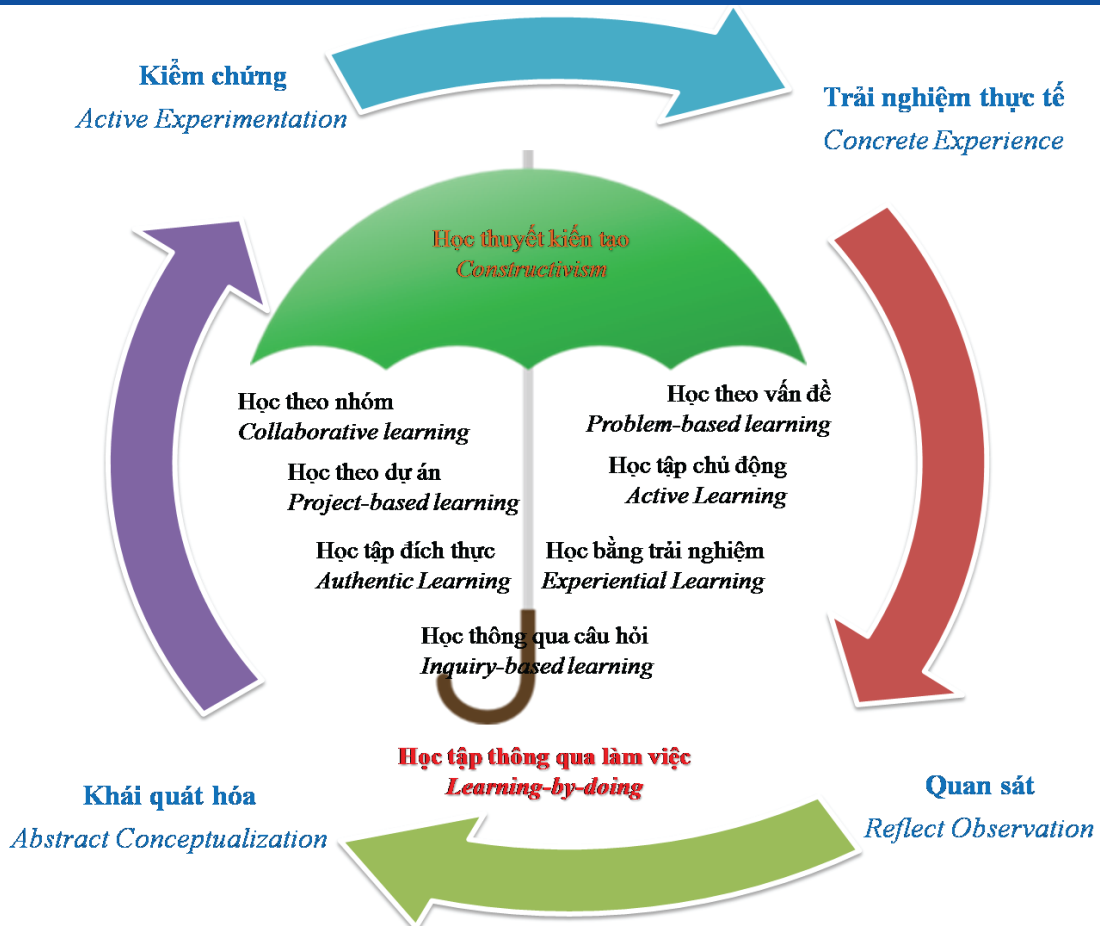 Kiểm chứng
Active Experimentation
Trải nghiệm thực tế
Concrete Experience
Học thuyết kiến tạo
Constructivism
Học theo nhóm
Collaborative learning
Học theo vấn đề
Problem-based learning
Học theo dự án
Project-based learning
Học tập chủ động
Active Learning
Học tập đích thực
Authentic Learning
Học bằng trải nghiệm
Experiential Learning
Học thông qua câu hỏi
Inquiry-based learning
Học tập thông qua làm việc
Learning-by-doing
Khái quát hóa
Abstract Conceptualization
Quan sát
Reflect Observation